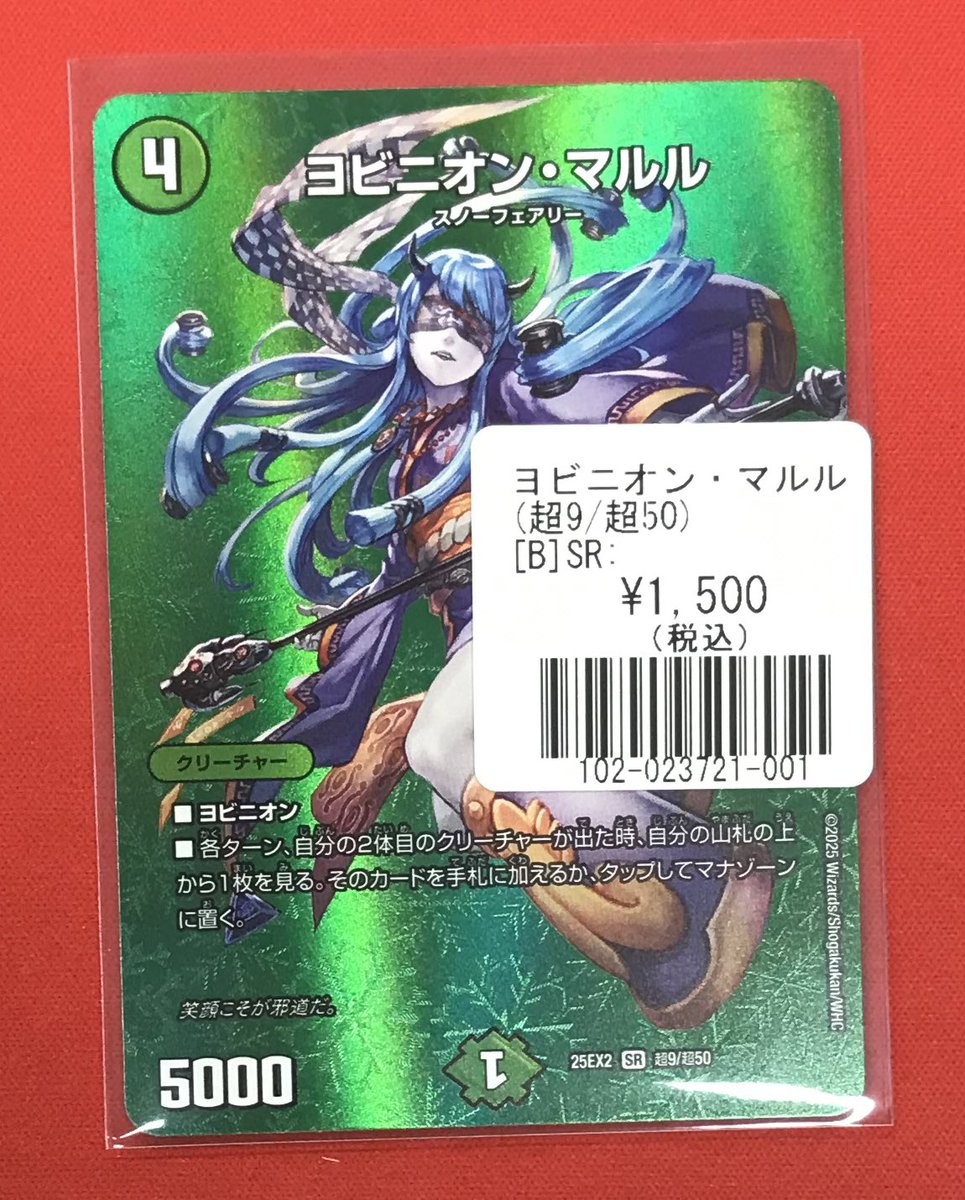 4
ヨビニオン・マルル
スノーフェアリー
ヨビニオン・マルル
(超9/超50)
[B]SR:
¥1,500
(税込)
102-023721-001
クリーチャー
■ヨビニオン
■各ターン、自分の2体目のクリーチャーが出た時、自分の山札の上
から1枚を見る。そのカードを手札に加えるか、タップしてマナゾーン
に置く。
笑顔こそが邪道だ。
5000
1
25EX2 SR 超9/超50
©2025 Wizards/Shogakukan/WHC